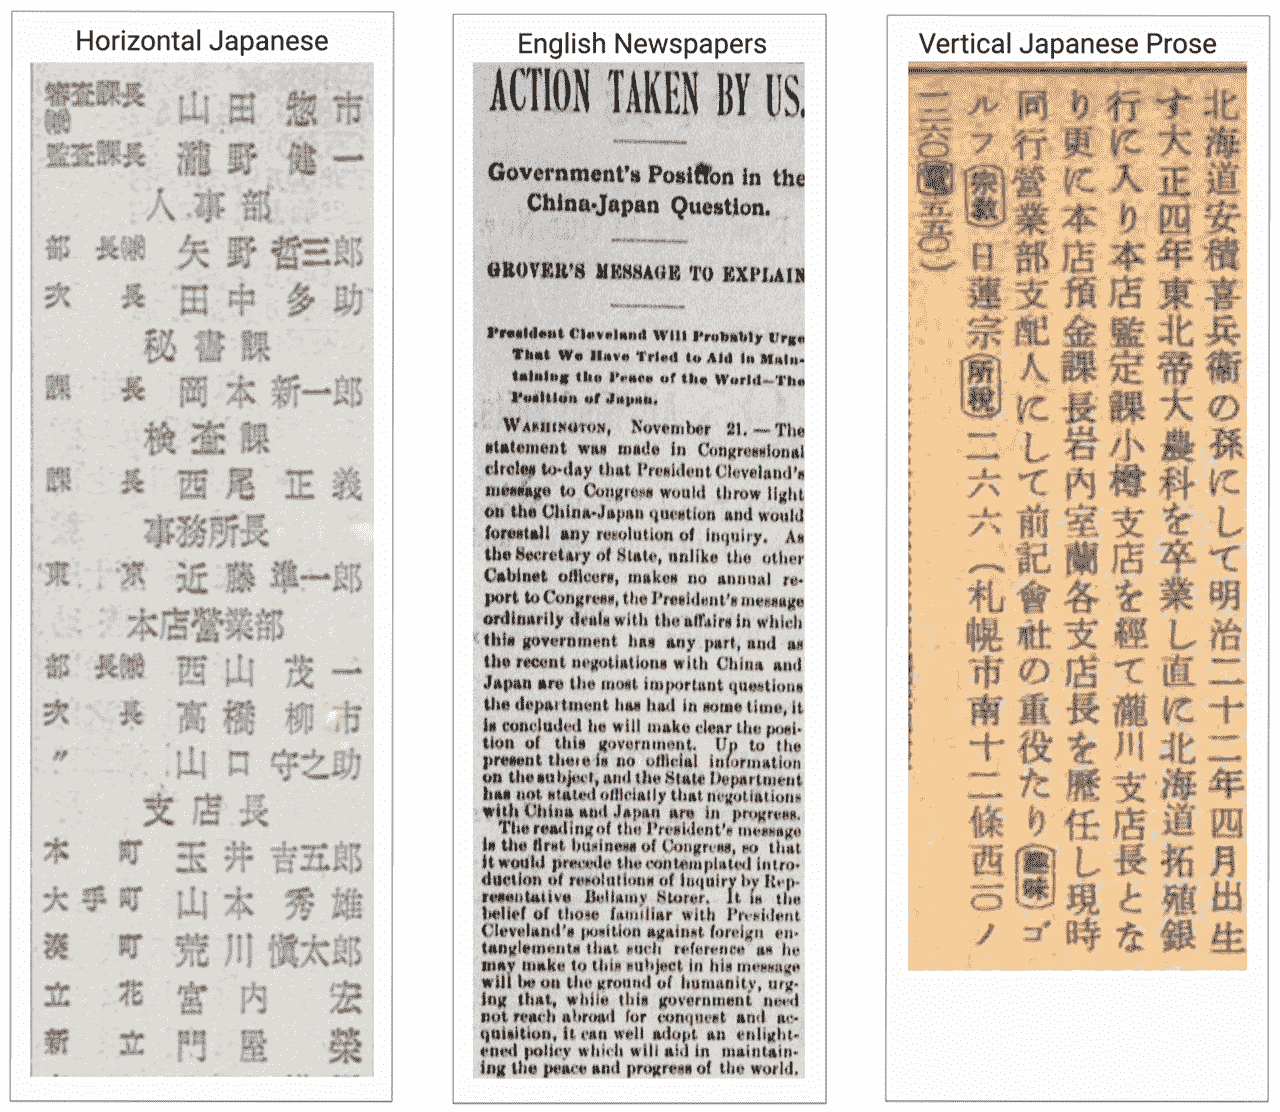 Horizontal Japanese
審査課長 山田惣市
監査課長 瀧野健一
人事部
部長 矢野哲三郎
次長 田中多助
秘書課
課長 岡本新一郎
検査課
課長 西尾正義
事務所長
東京 近藤準一郎
本店營業部
部長 西山茂一
次長 高橋柳市
〃 山口守之助
支店長
本町 玉井吉五郎
大手町 山本秀雄
湊町 荒川愼太郎
立花 宮内宏
新立 門屋榮
English Newspapers
ACTION TAKEN BY US.
Government's Position in the
China-Japan Question.
GROVER'S MESSAGE TO EXPLAIN
President Cleveland Will Probably Urge
That We Have Tried to Aid in Main-
taining the Peace of the World—The
Position of Japan.
WASHINGTON, November 21.—The
statement was made in Congressional
circles to-day that President Cleveland's
message to Congress would throw light
on the China-Japan question and would
forestall any resolution of inquiry. As
the Secretary of State, unlike the other
Cabinet officers, makes no annual re-
port to Congress, the President's message
ordinarily deals with the affairs in which
this government has any part, and as
the recent negotiations with China and
Japan are the most important questions
the department has had in some time, it
is concluded he will make clear the posi-
tion of this government. Up to the
present there is no official information
on the subject, and the State Department
has not stated officially that negotiations
with China and Japan are in progress.
The reading of the President's message
is the first business of Congress, so that
it would precede the contemplated intro-
duction of resolutions of inquiry by Rep-
resentative Bellamy Storer. It is the
belief of those familiar with President
Cleveland's position against foreign en-
tanglements that such reference as he
may make to this subject in his message
will be on the ground of humanity, urg-
ing that, while this government need
not reach abroad for conquest and ac-
quisition, it can well adopt an enlight-
ened policy which will aid in maintain-
ing the peace and progress of the world.
Vertical Japanese Prose
北海道安積喜兵衛の孫にして明治二十二年四月出生
す大正四年東北帝大農科を卒業し直に北海道拓殖銀
行に入り本店監定課小樽支店を經て瀧川支店長とな
り更に本店預金課長岩内室蘭各支店長を歷任し現時
同行營業部支配人にして前記會社の重役たり趣味ゴ
ルフ宗敎日蓮宗所税二六六（札幌市南十二條西一〇ノ
一二六〇電五五〇）